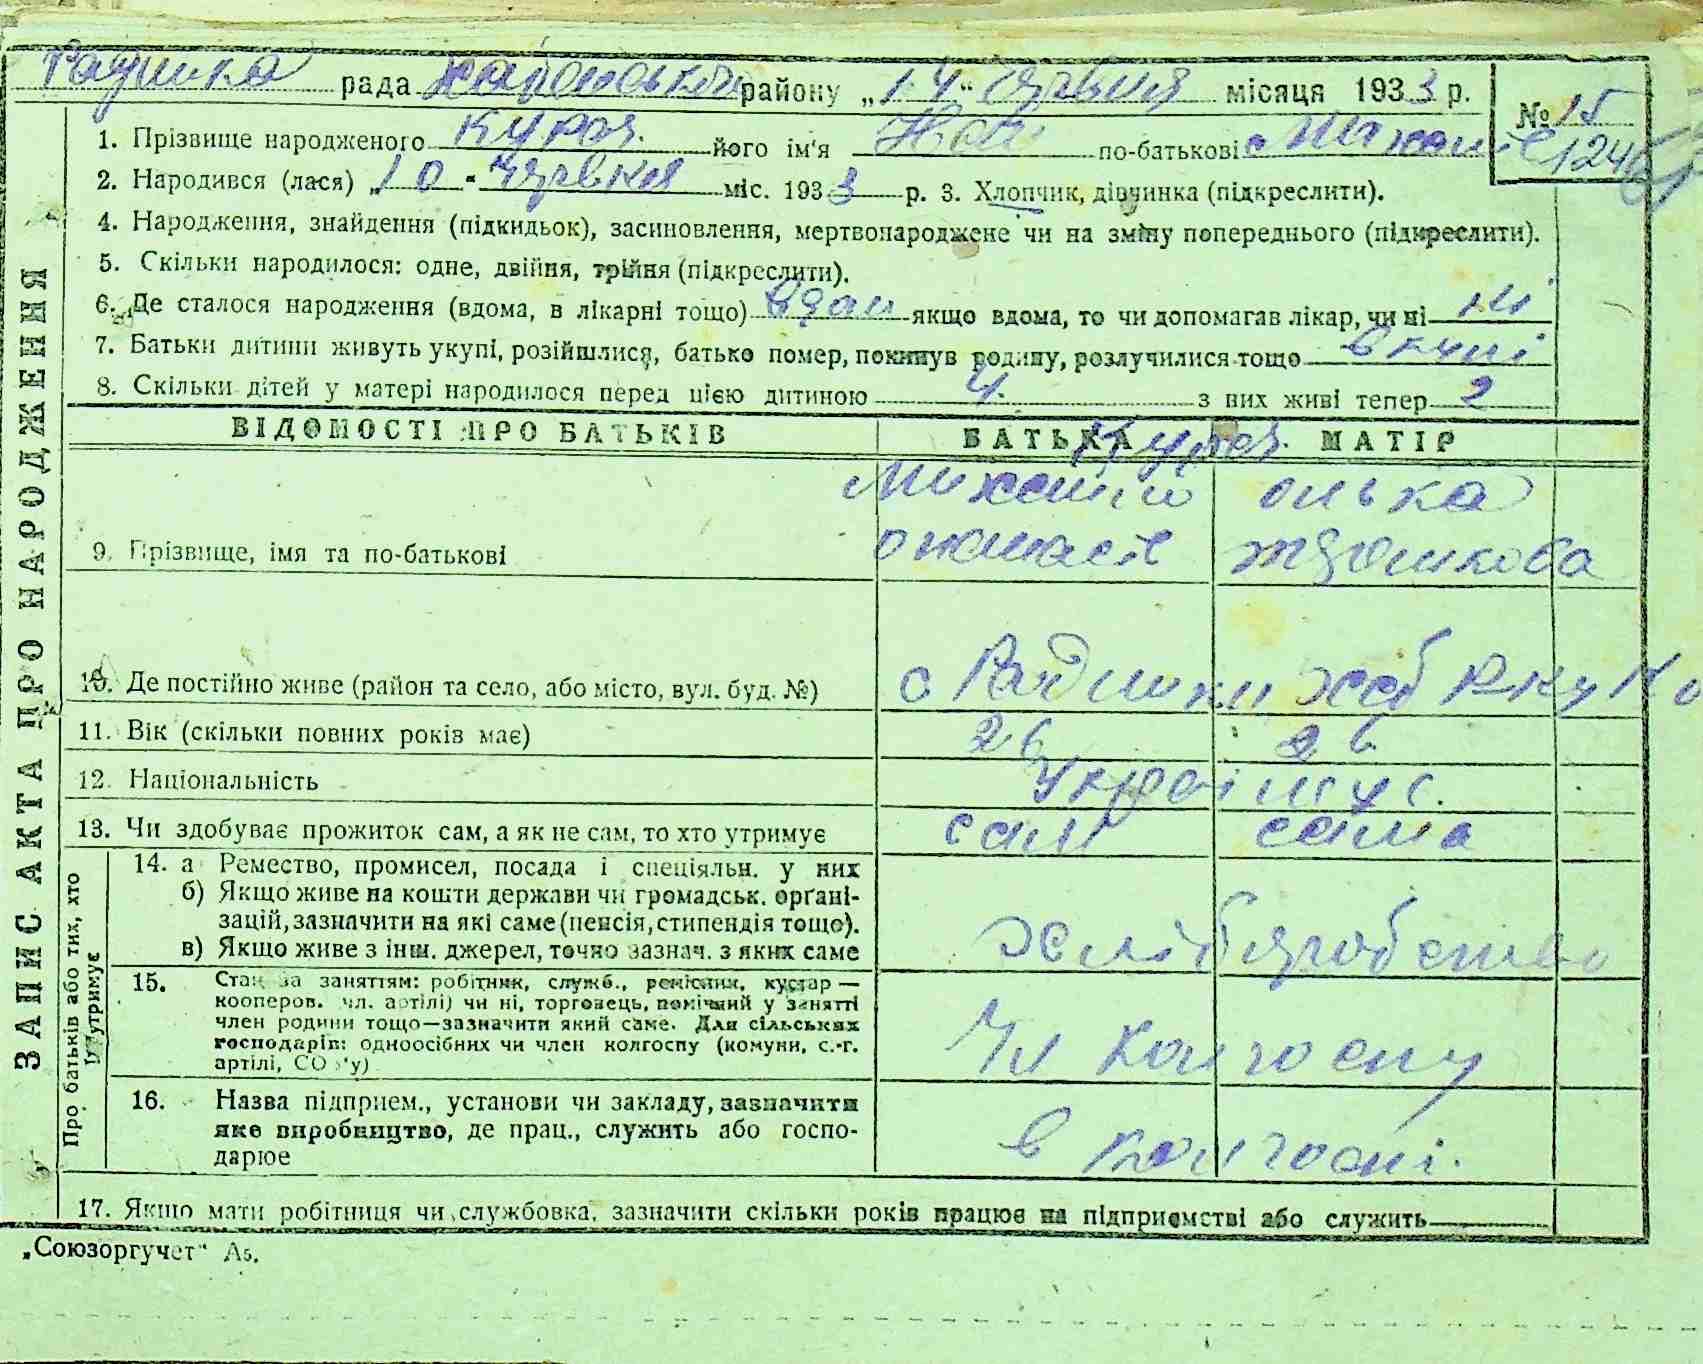 рада району „14“ червня місяця 1933 р.
№ 15
1. Прізвище народженого його ім'я по-батькові
2. Народився (лася) „10“ червня міс. 1933 р. 3. Хлопчик, дівчинка (підкреслити).
4. Народження, знайдення (підкидьок), засиновлення, мертвонароджене чи на зміну попереднього (підкреслити).
5. Скільки народилося: одне, двійня, трійня (підкреслити).
6. Де сталося народження (вдома, в лікарні тощо) вдом якщо вдома, то чи допомагав лікар, чи ні ні
7. Батьки дитини живуть укупі, розійшлися, батько помер, покинув родину, розлучилися тощо вкупі
8. Скільки дітей у матері народилося перед цією дитиною 4. з них живі тепер 2
ВІДОМОСТІ ПРО БАТЬКІВ БАТЬКА МАТІР
9. Прізвище, імя та по-батькові
10. Де постійно живе (район та село, або місто, вул. буд. №) с
11. Вік (скільки повних років має)
12. Національність
13. Чи здобуває прожиток сам, а як не сам, то хто утримує сам сама
14. а Ремество, промисел, посада і спеціяльн. у них
б) Якщо живе на кошти держави чи громадськ. орґані-
зацій, зазначити на які саме (пенсія, стипендія тощо).
в) Якщо живе з інш. джерел, точно зазнач. з яких саме
15. Стан за заняттям: робітник, служб., ремісник, кустар —
кооперов. чл. артілі) чи ні, торговець, помічний у занятті
член родини тощо—зазначити який саме. Для сільських
господарів: одноосібних чи член колгоспу (комуни, с.-г.
артілі, СО 'у)
Чл колгоспу
16. Назва підприєм., установи чи закладу, зазначити
яке виробництво, де прац., служить або госпо-
дарює
в колгоспі.
17. Якщо мати робітниця чи службовка, зазначити скільки років працює на підприємстві або служить
„Союзоргучет“ А5.
ЗАПИС АКТА ПРО НАРОДЖЕННЯ
Про батьків або тих, хто
їх утримує